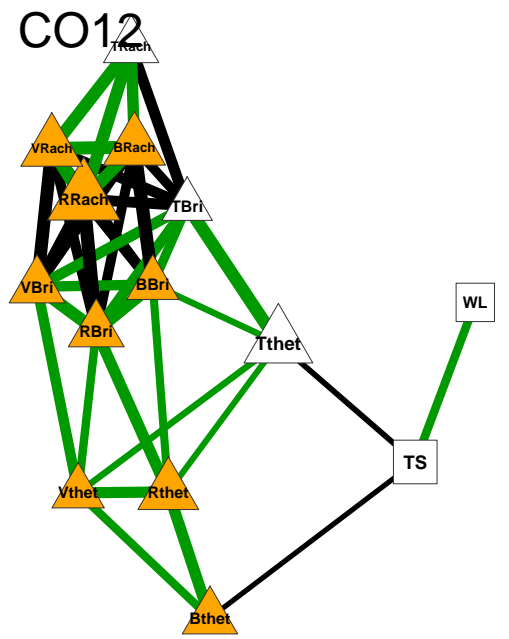 CO12
TRach
VRach
BRach
RRach
TBri
VBri
BBri
WL
RBri
Tthet
TS
Vthet
Rthet
Bthet